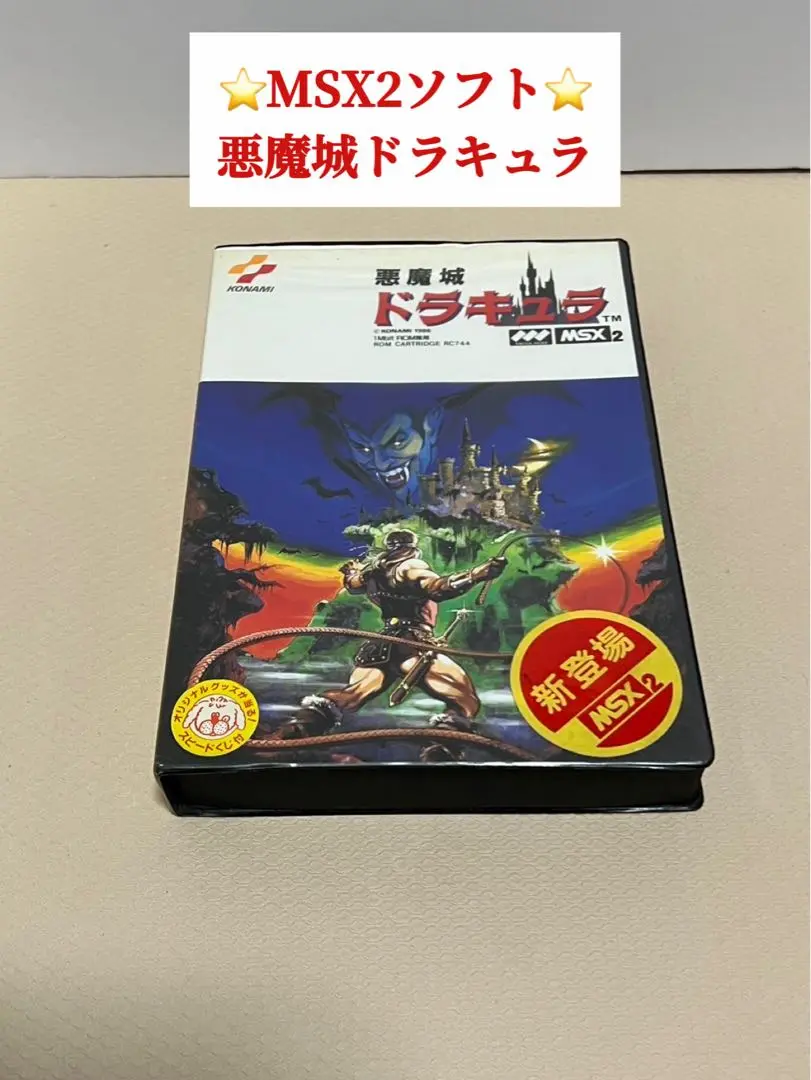 ⭐MSX2ソフト⭐
悪魔城ドラキュラ
KONAMI
悪魔城
ドラキュラ
TM
© KONAMI 1986
1Mbit ROM専用
ROM CARTRIDGE RC744
MSX 2
新登場
MSX 2
オリジナルグッズが当る!
スピードくじ付